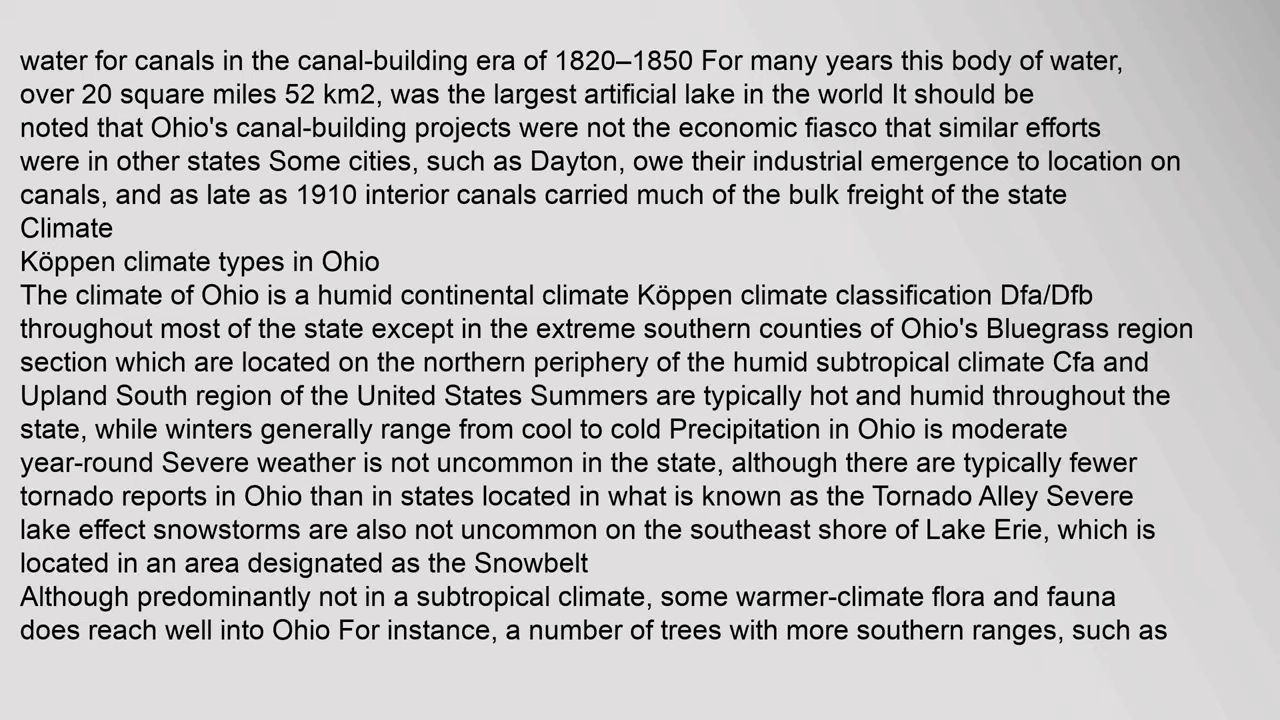 water for canals in the canal-building era of 1820–1850 For many years this body of water,
over 20 square miles 52 km2, was the largest artificial lake in the world It should be
noted that Ohio's canal-building projects were not the economic fiasco that similar efforts
were in other states Some cities, such as Dayton, owe their industrial emergence to location on
canals, and as late as 1910 interior canals carried much of the bulk freight of the state
Climate
Köppen climate types in Ohio
The climate of Ohio is a humid continental climate Köppen climate classification Dfa/Dfb
throughout most of the state except in the extreme southern counties of Ohio's Bluegrass region
section which are located on the northern periphery of the humid subtropical climate Cfa and
Upland South region of the United States Summers are typically hot and humid throughout the
state, while winters generally range from cool to cold Precipitation in Ohio is moderate
year-round Severe weather is not uncommon in the state, although there are typically fewer
tornado reports in Ohio than in states located in what is known as the Tornado Alley Severe
lake effect snowstorms are also not uncommon on the southeast shore of Lake Erie, which is
located in an area designated as the Snowbelt
Although predominantly not in a subtropical climate, some warmer-climate flora and fauna
does reach well into Ohio For instance, a number of trees with more southern ranges, such as